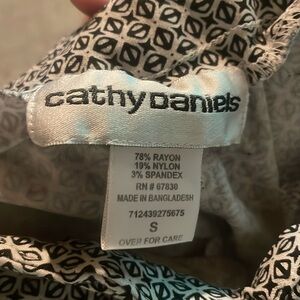 cathy Daniels
78% RAYON
19% NYLON
3% SPANDEX
RN # 67830
MADE IN BANGLADESH
712439275675
S
OVER FOR CARE